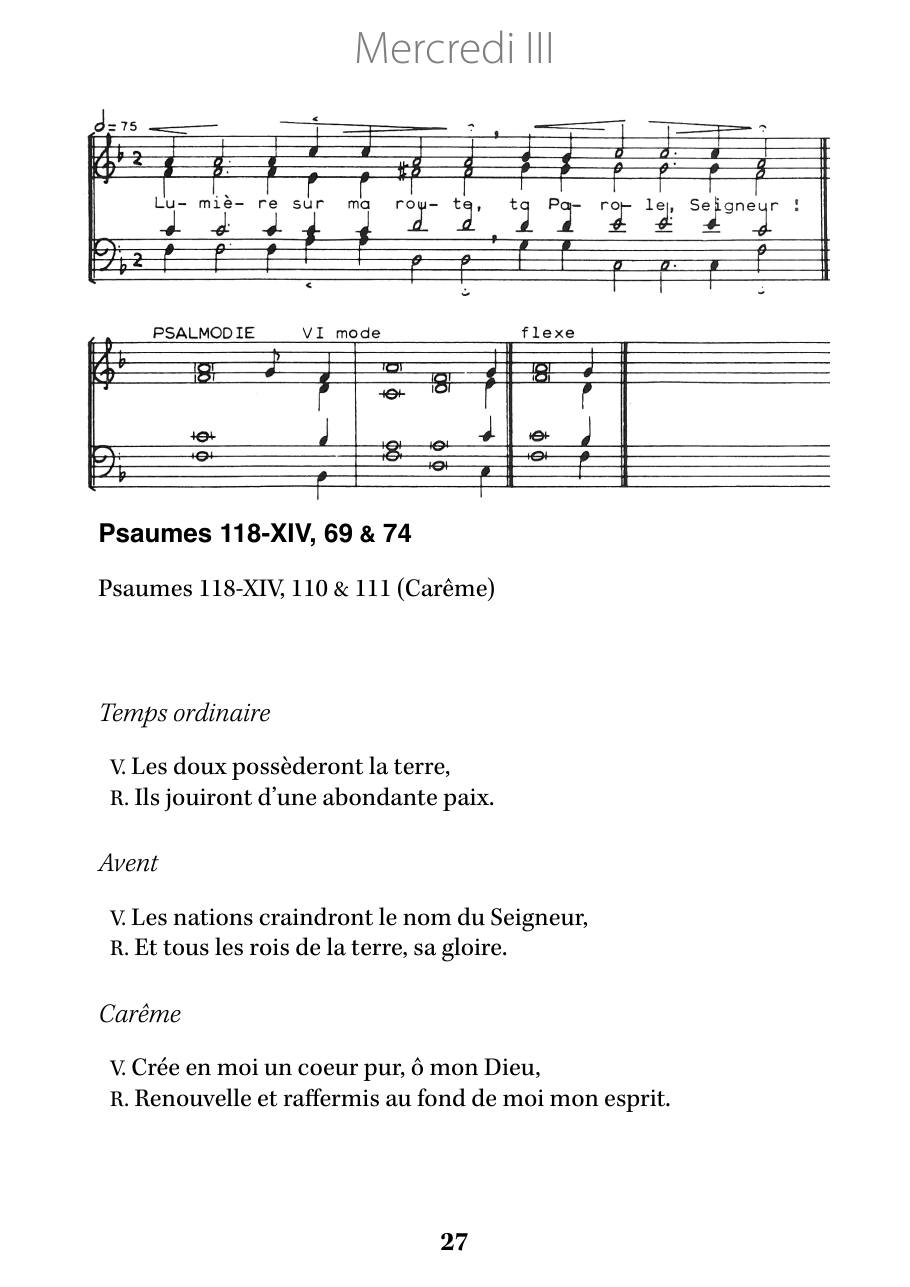 Mercredi III
= 75
Lu- miè- re sur ma rou- te, ta Pa- ro- le, Seigneur !
PSALMODIE VI mode flexe
Psaumes 118-XIV, 69 & 74
Psaumes 118-XIV, 110 & 111 (Carême)
Temps ordinaire
V. Les doux possèderont la terre,
R. Ils jouiront d’une abondante paix.
Avent
V. Les nations craindront le nom du Seigneur,
R. Et tous les rois de la terre, sa gloire.
Carême
V. Crée en moi un coeur pur, ô mon Dieu,
R. Renouvelle et raffermis au fond de moi mon esprit.
27